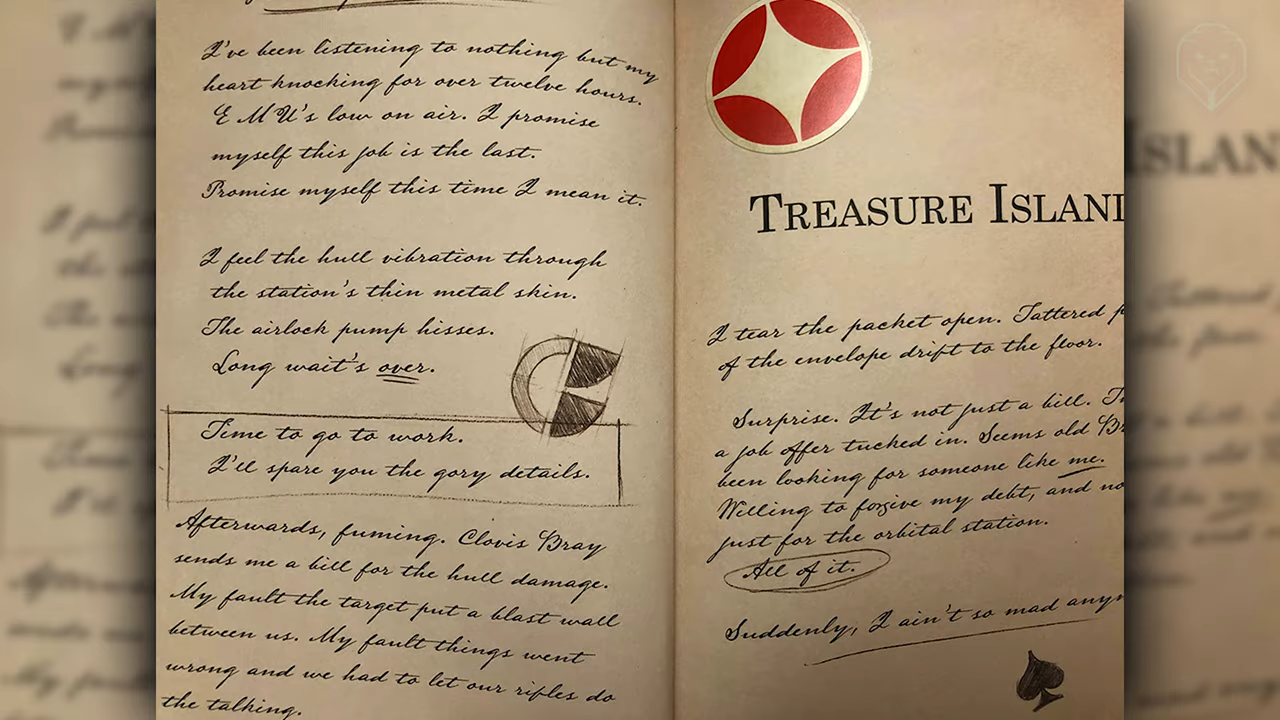 I've been listening to nothing but my
heart knocking for over twelve hours.
EMU's low on air. I promise
myself this job is the last.
Promise myself this time I mean it.
I feel the hull vibration through
the station's thin metal skin.
The airlock pump hisses.
Long wait's over.
Time to go to work.
I'll spare you the gory details.
Afterwards, fuming. Clovis Bray
sends me a bill for the hull damage.
My fault the target put a blast wall
between us. My fault things went
wrong and we had to let our rifles do
the talking.
TREASURE ISLAND
I tear the packet open. Tattered
of the envelope drift to the floor.
Surprise. It's not just a bill.
a job offer tucked in. Seems old
been looking for someone like me.
Willing to forgive my debt, and
just for the orbital station.
All of it.
Suddenly, I ain't so mad